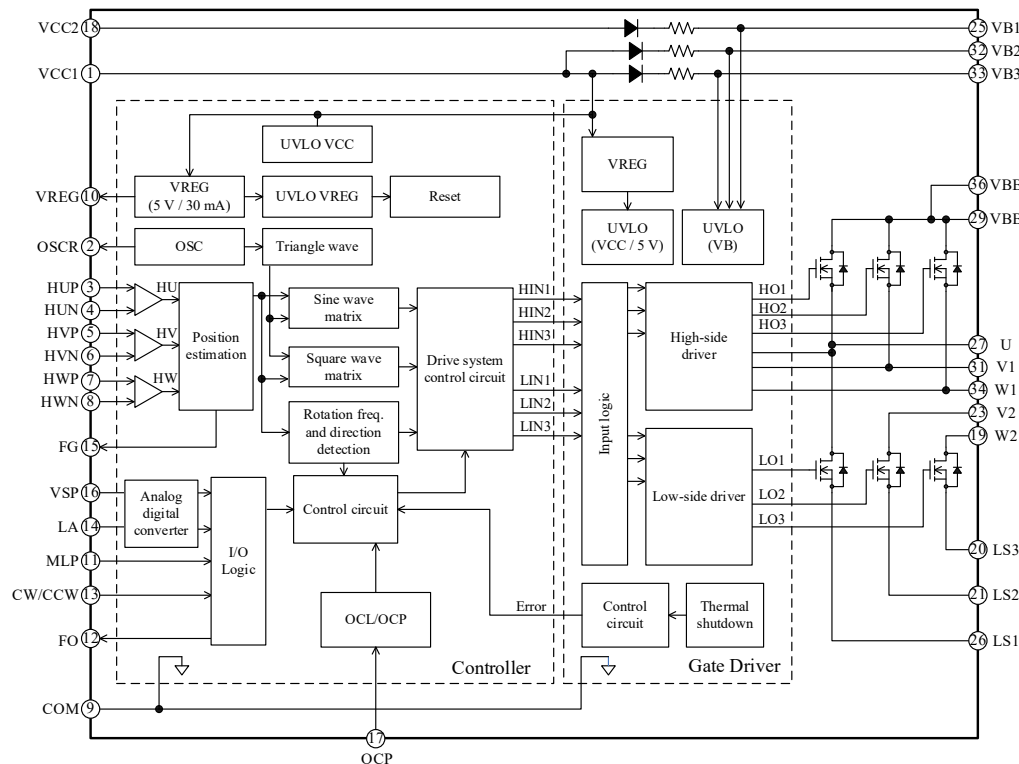 VCC2 18
25 VB1
32 VB2
VCC1 1
33 VB3
UVLO VCC
VREG
VREG 10
VREG
(5 V / 30 mA)
UVLO VREG
Reset
36 VBB
UVLO
(VCC / 5 V)
UVLO
(VB)
29 VBB
OSCR 2
OSC
Triangle wave
HUP 3
HUN 4
HU
HVP 5
HVN 6
HV
HWP 7
HWN 8
HW
Position
estimation
Sine wave
matrix
Square wave
matrix
Rotation freq.
and direction
detection
Drive system
control circuit
HIN1
HIN2
HIN3
LIN1
LIN2
LIN3
Input logic
High-side
driver
HO1
HO2
HO3
27 U
31 V1
34 W1
23 V2
19 W2
FG 15
Low-side driver
LO1
LO2
LO3
VSP 16
LA 14
Analog
digital
converter
Control circuit
MLP 11
I/O
Logic
CW/CCW 13
FO 12
20 LS3
21 LS2
26 LS1
OCL/OCP
Error
Control
circuit
Thermal
shutdown
Controller
Gate Driver
COM 9
17
OCP